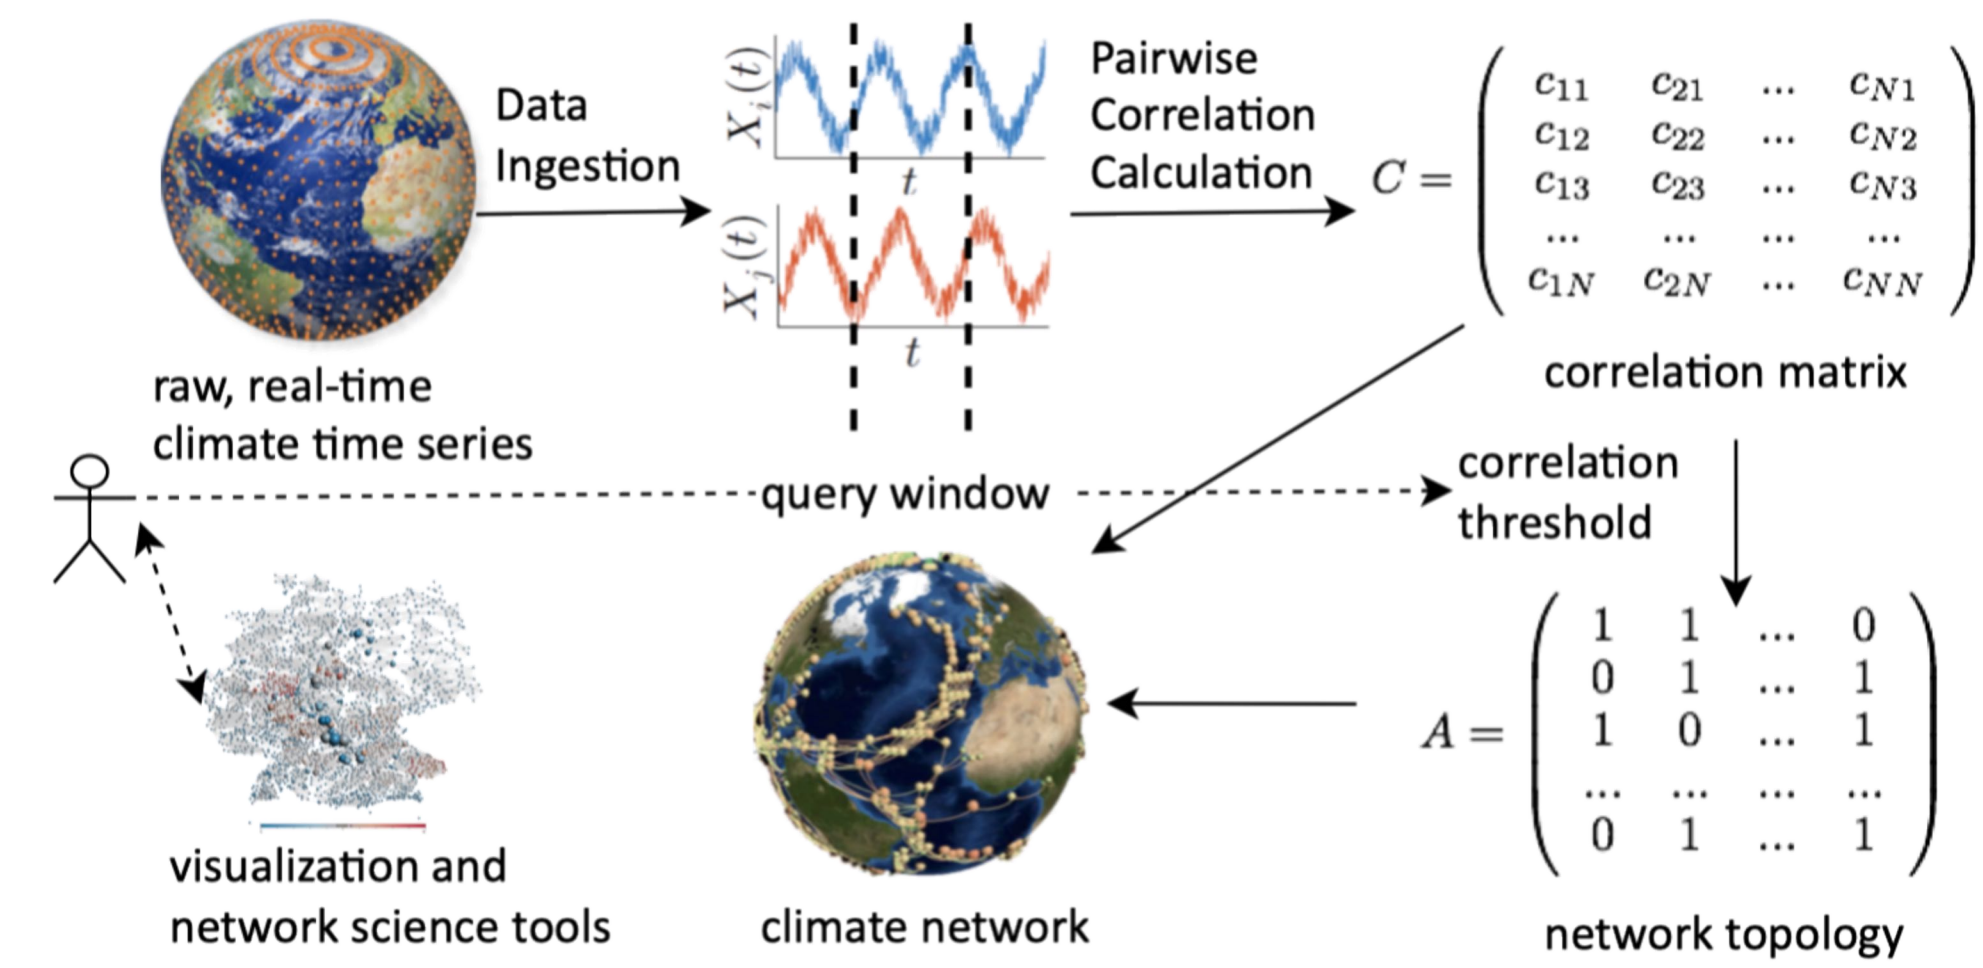 Data
Ingestion
X_i(t)
t
X_j(t)
t
Pairwise
Correlation
Calculation
C =
c_11 c_21 ... c_N1
c_12 c_22 ... c_N2
c_13 c_23 ... c_N3
... ... ... ...
c_1N c_2N ... c_NN
raw, real-time
climate time series
correlation matrix
query window
correlation
threshold
A =
1 1 ... 0
0 1 ... 1
1 0 ... 1
... ... ... ...
0 1 ... 1
visualization and
network science tools
climate network
network topology